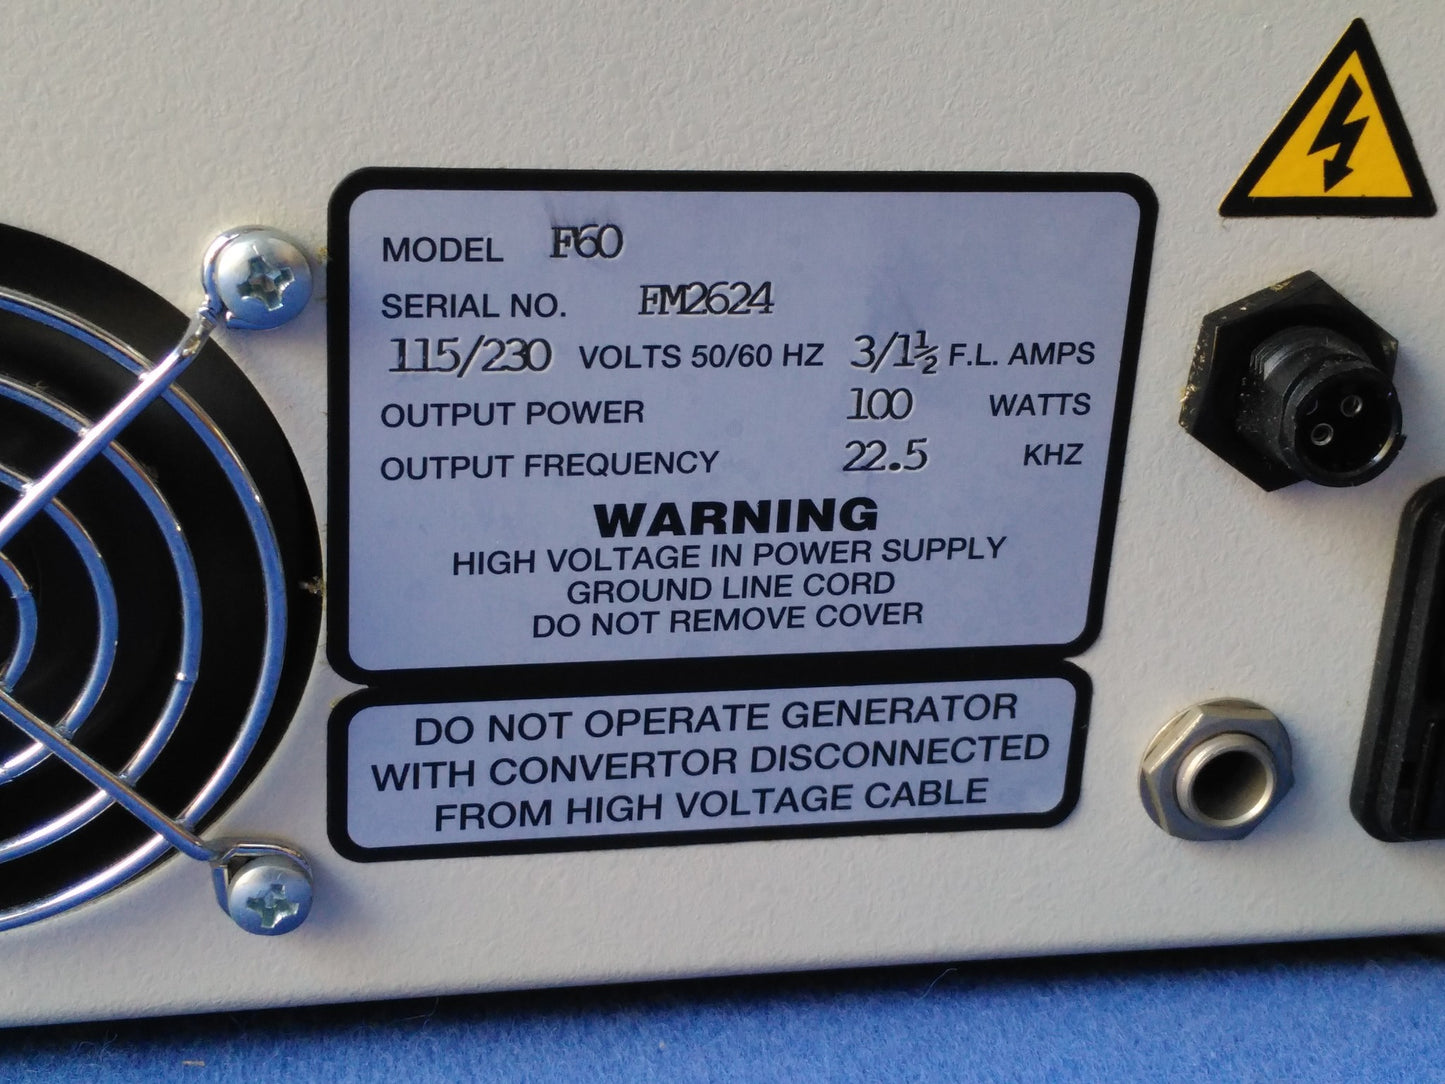 MODEL F60
SERIAL NO. FM2624
115/230 VOLTS 50/60 HZ 3/1½ F.L. AMPS
OUTPUT POWER 100 WATTS
OUTPUT FREQUENCY 22.5 KHZ
WARNING
HIGH VOLTAGE IN POWER SUPPLY
GROUND LINE CORD
DO NOT REMOVE COVER
DO NOT OPERATE GENERATOR
WITH CONVERTOR DISCONNECTED
FROM HIGH VOLTAGE CABLE